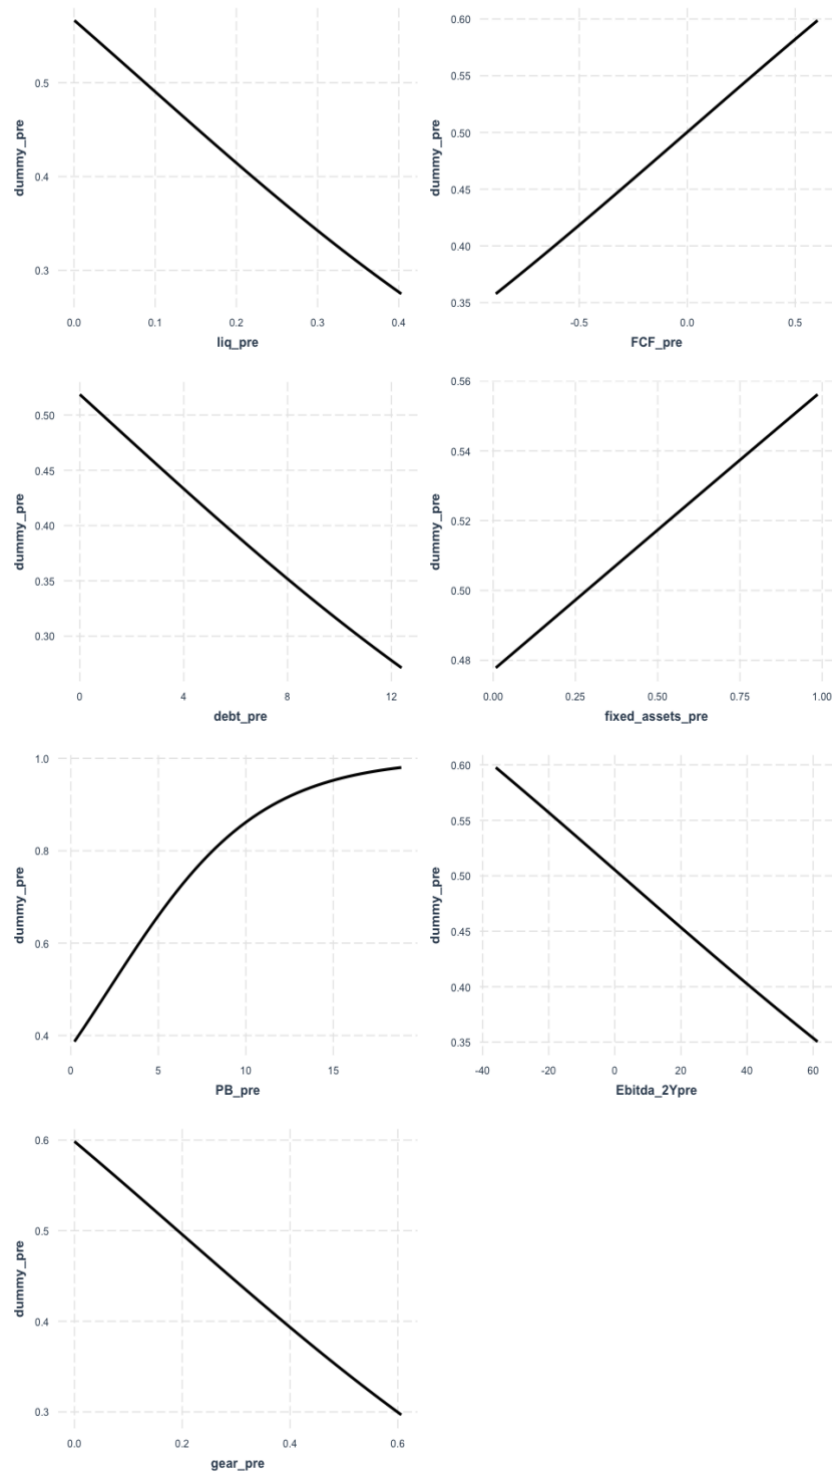 dummy_pre
0.5
0.4
0.3
0.0 0.1 0.2 0.3 0.4
liq_pre
dummy_pre
0.60
0.55
0.50
0.45
0.40
0.35
-0.5 0.0 0.5
FCF_pre
dummy_pre
0.50
0.45
0.40
0.35
0.30
0 4 8 12
debt_pre
dummy_pre
0.56
0.54
0.52
0.50
0.48
0.00 0.25 0.50 0.75 1.00
fixed_assets_pre
dummy_pre
1.0
0.8
0.6
0.4
0 5 10 15
PB_pre
dummy_pre
0.60
0.55
0.50
0.45
0.40
0.35
-40 -20 0 20 40 60
Ebitda_2Ypre
dummy_pre
0.6
0.5
0.4
0.3
0.0 0.2 0.4 0.6
gear_pre